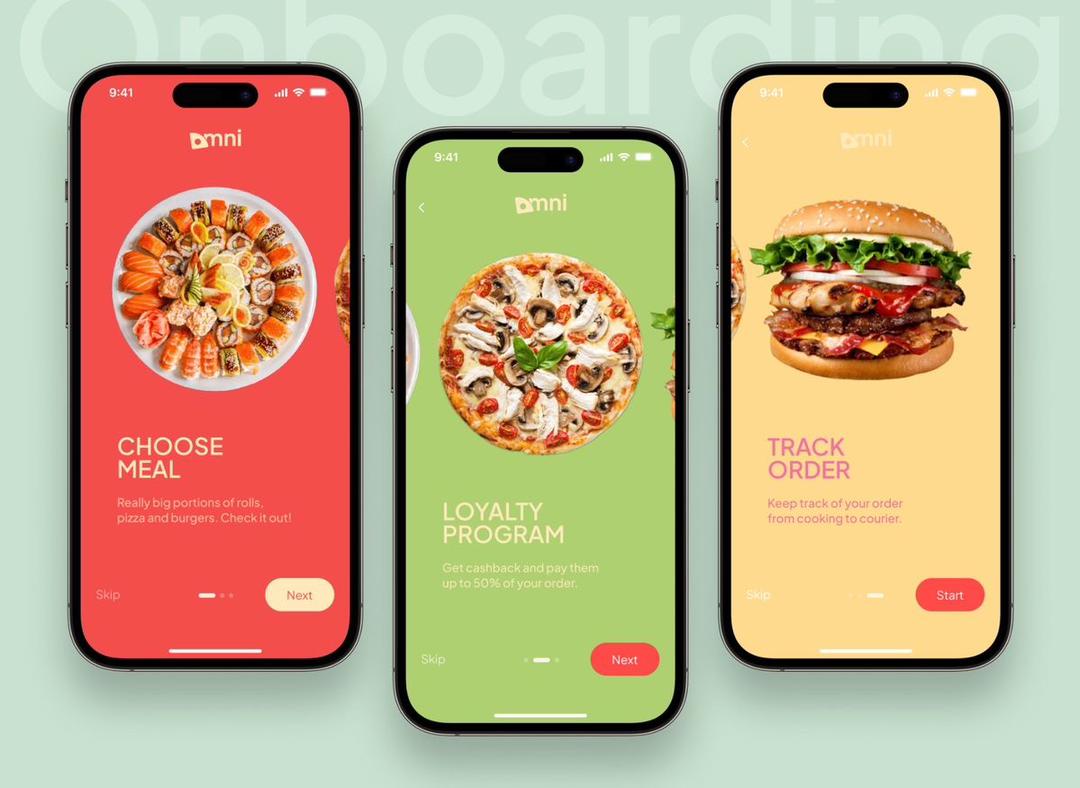 Onboarding
9:41
omni
CHOOSE
MEAL
Really big portions of rolls,
pizza and burgers. Check it out!
Skip
Next
9:41
omni
LOYALTY
PROGRAM
Get cashback and pay them
up to 50% of your order.
Skip
Next
9:41
omni
TRACK
ORDER
Keep track of your order
from cooking to courier.
Skip
Start